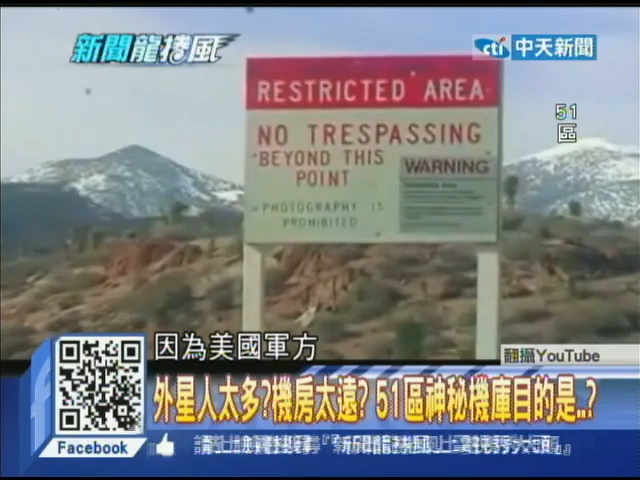 新聞龍捲風
cti 中天新聞
51
區
RESTRICTED AREA
NO TRESPASSING
BEYOND THIS
POINT
WARNING
PHOTOGRAPHY IS
PROHIBITED
因為美國軍方
翻攝YouTube
外星人太多?機房太遠? 51區神秘機庫目的是..?
Facebook